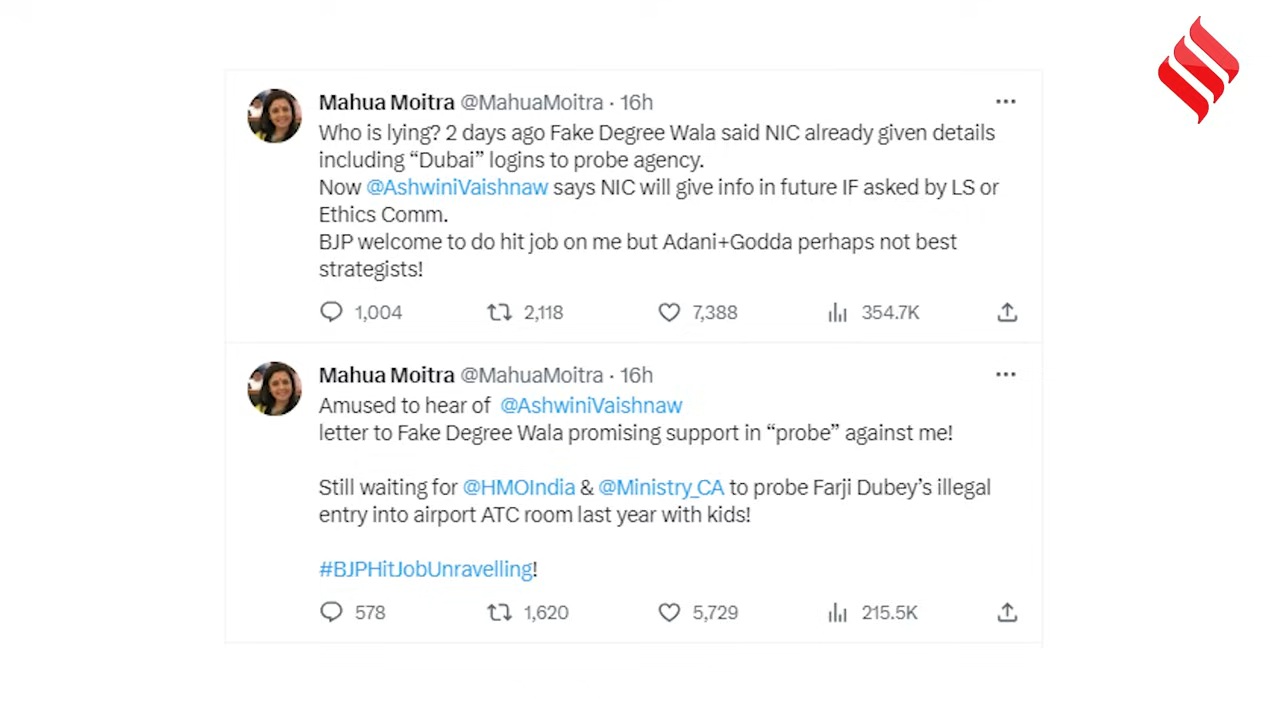 Mahua Moitra @MahuaMoitra · 16h
Who is lying? 2 days ago Fake Degree Wala said NIC already given details
including “Dubai” logins to probe agency.
Now @AshwiniVaishnaw says NIC will give info in future IF asked by LS or
Ethics Comm.
BJP welcome to do hit job on me but Adani+Godda perhaps not best
strategists!
1,004 2,118 7,388 354.7K
Mahua Moitra @MahuaMoitra · 16h
Amused to hear of @AshwiniVaishnaw
letter to Fake Degree Wala promising support in “probe” against me!
Still waiting for @HMOIndia & @Ministry_CA to probe Farji Dubey’s illegal
entry into airport ATC room last year with kids!
#BJPHitJobUnravelling!
578 1,620 5,729 215.5K